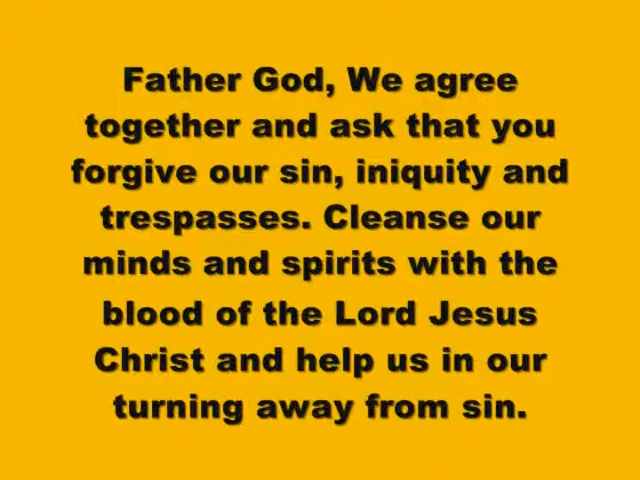 Father God, We agree
together and ask that you
forgive our sin, iniquity and
trespasses. Cleanse our
minds and spirits with the
blood of the Lord Jesus
Christ and help us in our
turning away from sin.